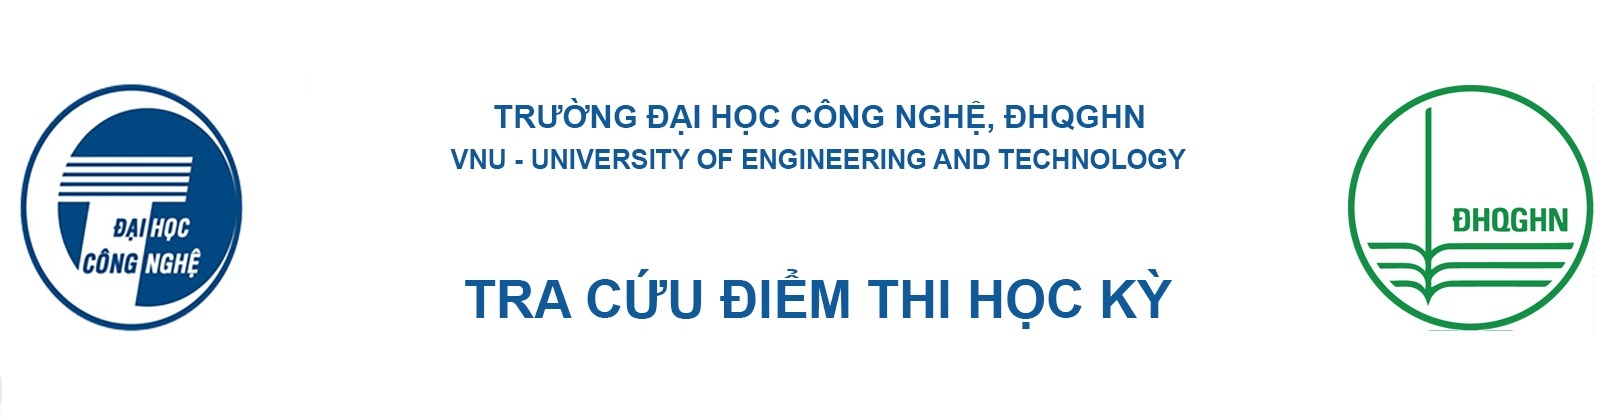 TRƯỜNG ĐẠI HỌC CÔNG NGHỆ, ĐHQGHN
VNU - UNIVERSITY OF ENGINEERING AND TECHNOLOGY
ĐẠI HỌC
CÔNG NGHỆ
ĐHQGHN
TRA CỨU ĐIỂM THI HỌC KỲ